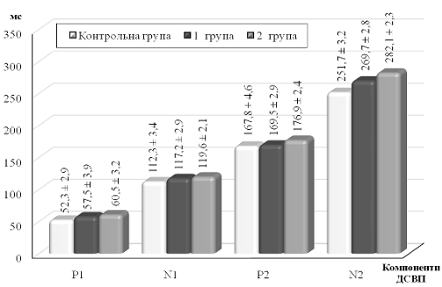 мс
350
300
250
200
150
100
50
0
Контрольна група 1 група 2 група
52,3 ± 2,9
57,5 ± 3,9
60,5 ± 3,2
112,3 ± 3,4
117,2 ± 2,9
119,6 ± 2,1
167,8 ± 4,6
169,5 ± 2,9
176,9 ± 2,4
251,7 ± 3,2
269,7 ± 2,8
282,1 ± 2,3
P1 N1 P2 N2
Компоненти
ДСВП